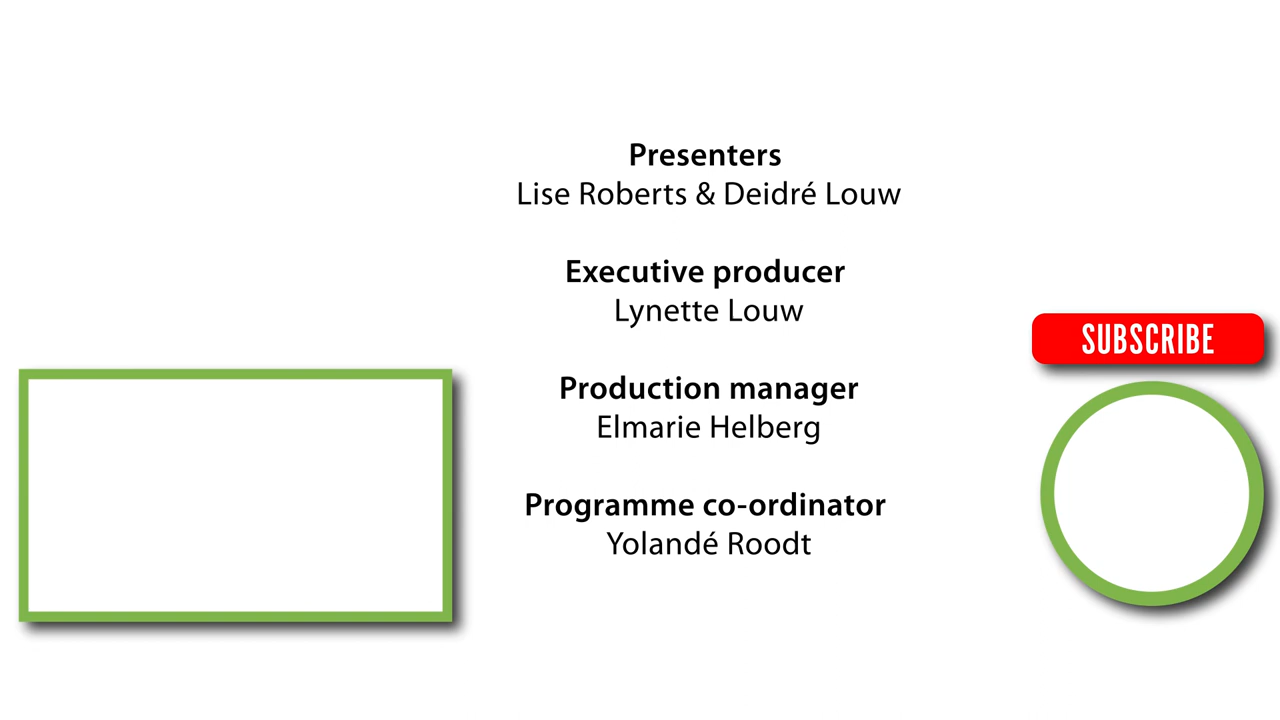 Presenters
Lise Roberts & Deidré Louw
Executive producer
Lynette Louw
Production manager
Elmarie Helberg
Programme co-ordinator
Yolandé Roodt
SUBSCRIBE